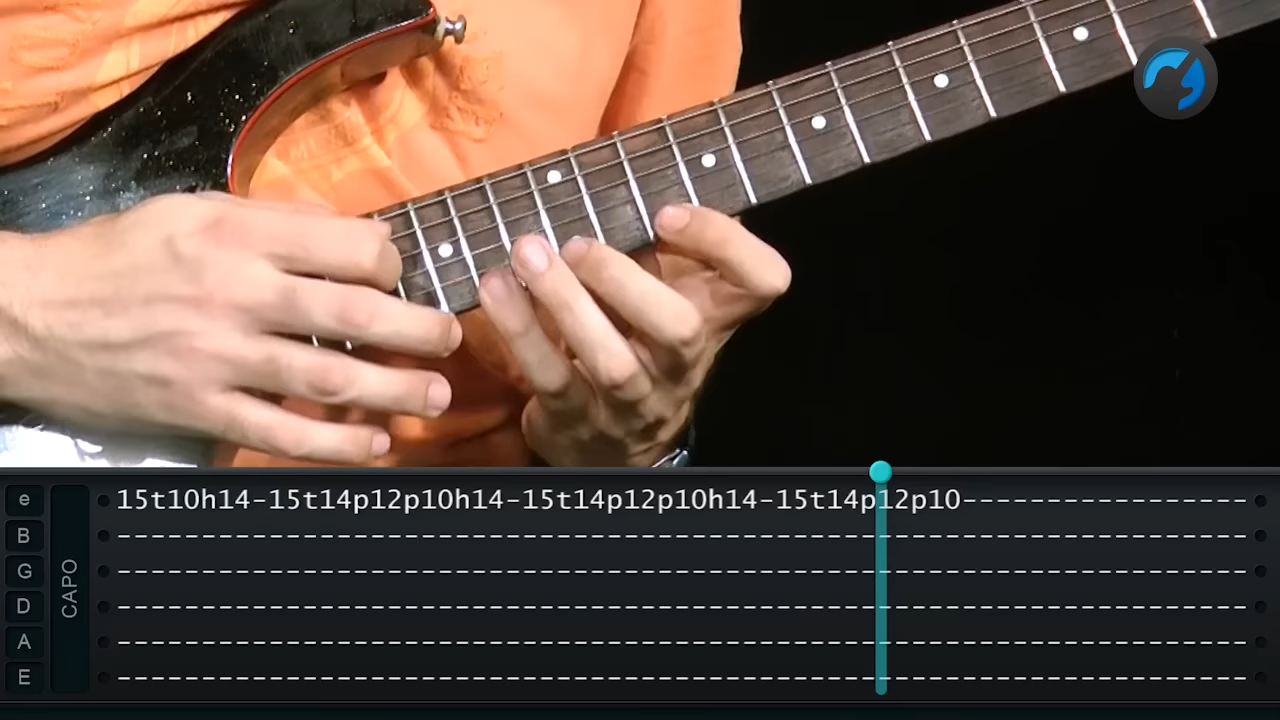 e 15t10h14-15t14p12p10h14-15t14p12p10h14-15t14p12p10-----------------
B -------------------------------------------------------------------
G -------------------------------------------------------------------
D -------------------------------------------------------------------
A -------------------------------------------------------------------
E -------------------------------------------------------------------
CAPO